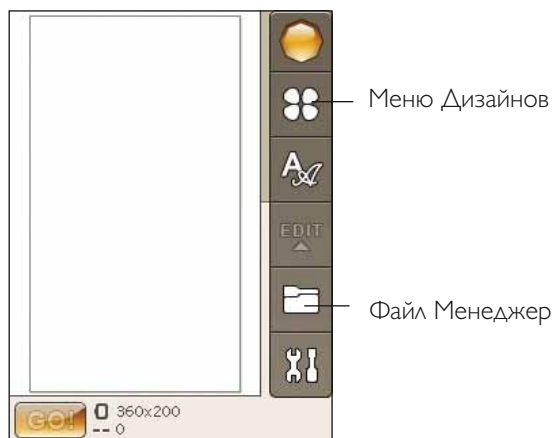 Меню Дизайнов
A A
EDIT
Файл Менеджер
GO! 360x200
-- 0